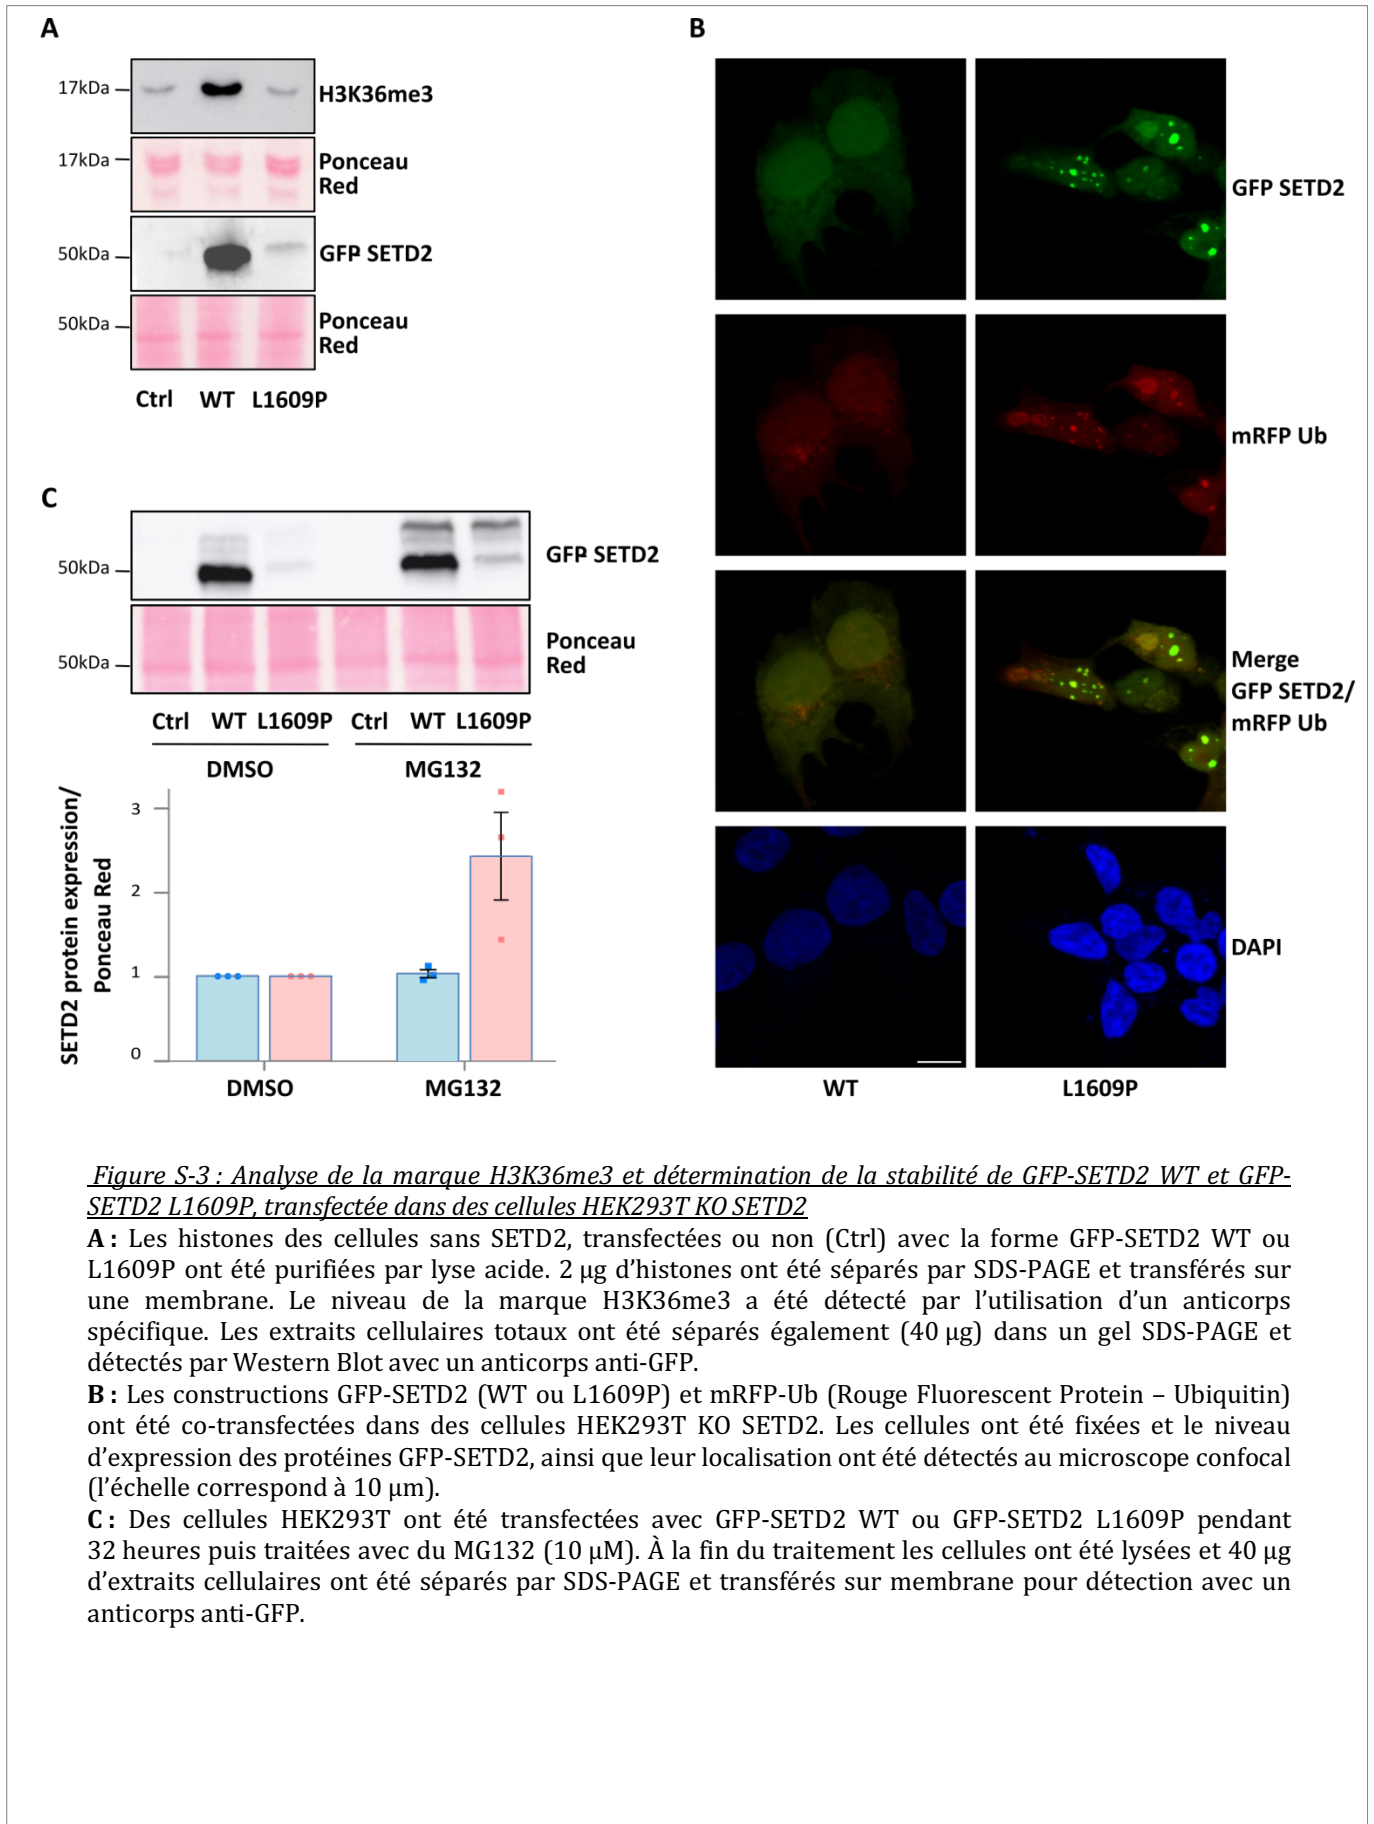 A
17kDa
H3K36me3
17kDa
Ponceau
Red
50kDa
GFP SETD2
50kDa
Ponceau
Red
Ctrl WT L1609P
B
GFP SETD2
mRFP Ub
Merge
GFP SETD2/
mRFP Ub
DAPI
WT L1609P
C
50kDa
GFP SETD2
50kDa
Ponceau
Red
Ctrl WT L1609P Ctrl WT L1609P
DMSO MG132
SETD2 protein expression/
Ponceau Red
3
2
1
0
DMSO MG132
Figure S-3 : Analyse de la marque H3K36me3 et détermination de la stabilité de GFP-SETD2 WT et GFP-
SETD2 L1609P, transfectée dans des cellules HEK293T KO SETD2
A : Les histones des cellules sans SETD2, transfectées ou non (Ctrl) avec la forme GFP-SETD2 WT ou
L1609P ont été purifiées par lyse acide. 2 µg d’histones ont été séparés par SDS-PAGE et transférés sur
une membrane. Le niveau de la marque H3K36me3 a été détecté par l’utilisation d’un anticorps
spécifique. Les extraits cellulaires totaux ont été séparés également (40 µg) dans un gel SDS-PAGE et
détectés par Western Blot avec un anticorps anti-GFP.
B : Les constructions GFP-SETD2 (WT ou L1609P) et mRFP-Ub (Rouge Fluorescent Protein – Ubiquitin)
ont été co-transfectées dans des cellules HEK293T KO SETD2. Les cellules ont été fixées et le niveau
d’expression des protéines GFP-SETD2, ainsi que leur localisation ont été détectés au microscope confocal
(l’échelle correspond à 10 µm).
C : Des cellules HEK293T ont été transfectées avec GFP-SETD2 WT ou GFP-SETD2 L1609P pendant
32 heures puis traitées avec du MG132 (10 µM). À la fin du traitement les cellules ont été lysées et 40 µg
d’extraits cellulaires ont été séparés par SDS-PAGE et transférés sur membrane pour détection avec un
anticorps anti-GFP.